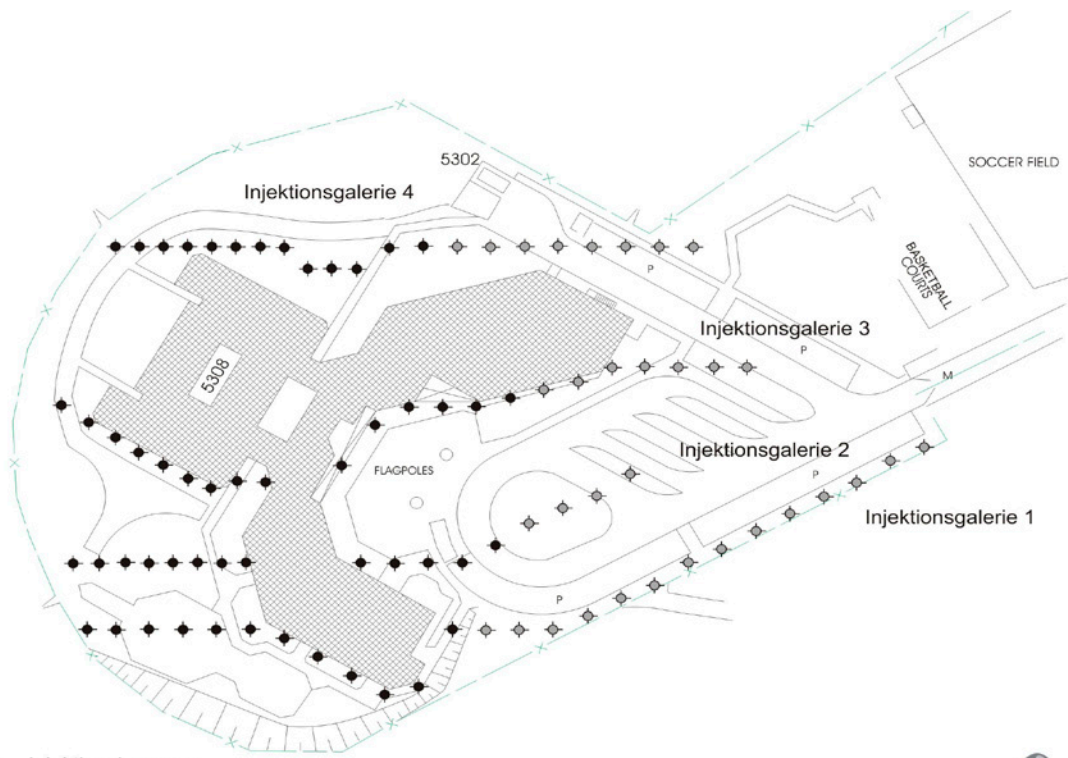 5302
SOCCER FIELD
Injektionsgalerie 4
P
BASKETBALL
COURTS
Injektionsgalerie 3
P
5308
M
Injektionsgalerie 2
FLAGPOLES
P
Injektionsgalerie 1
P